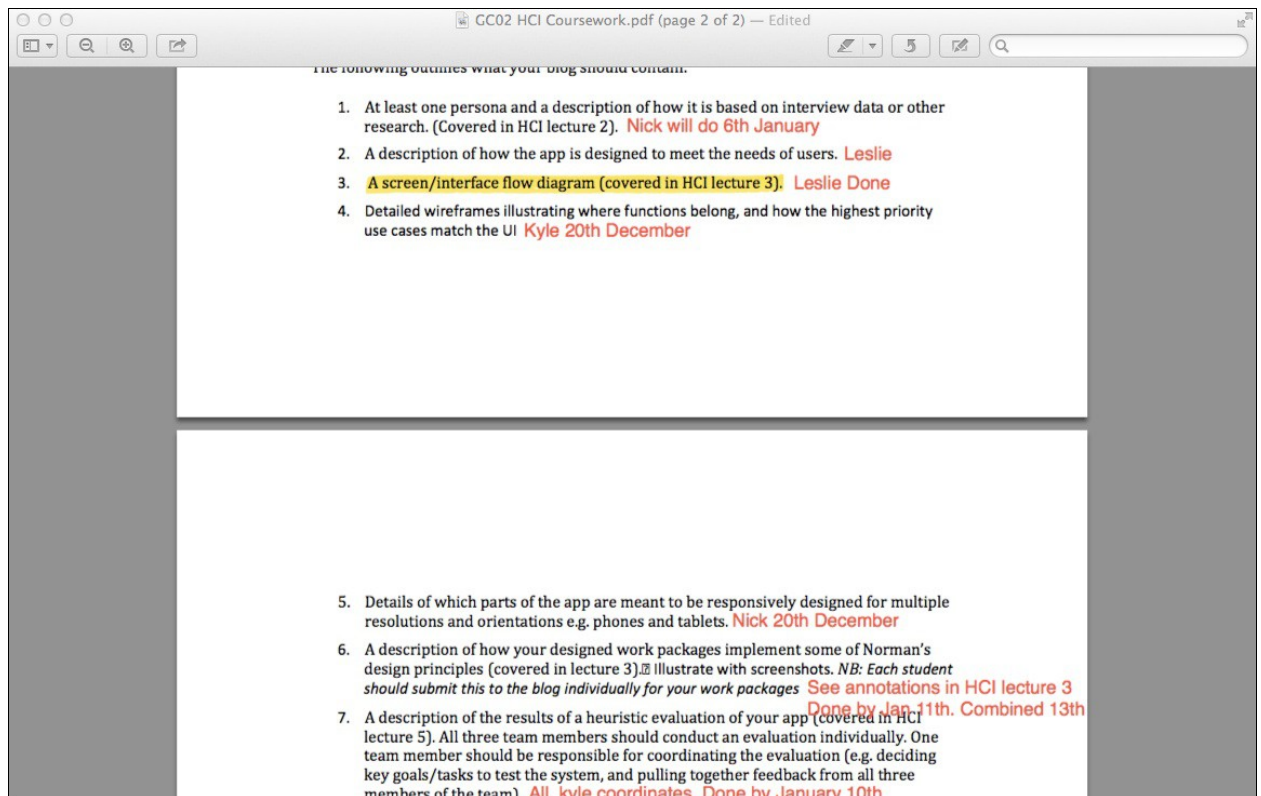 GC02 HCI Coursework.pdf (page 2 of 2) — Edited
The following outlines what your blog should contain:
1. At least one persona and a description of how it is based on interview data or other
research. (Covered in HCI lecture 2). Nick will do 6th January
2. A description of how the app is designed to meet the needs of users. Leslie
3. A screen/interface flow diagram (covered in HCI lecture 3). Leslie Done
4. Detailed wireframes illustrating where functions belong, and how the highest priority
use cases match the UI Kyle 20th December
5. Details of which parts of the app are meant to be responsively designed for multiple
resolutions and orientations e.g. phones and tablets. Nick 20th December
6. A description of how your designed work packages implement some of Norman's
design principles (covered in lecture 3). Illustrate with screenshots. NB: Each student
should submit this to the blog individually for your work packages See annotations in HCI lecture 3
Done by Jan 11th. Combined 13th
7. A description of the results of a heuristic evaluation of your app (covered in HCI
lecture 5). All three team members should conduct an evaluation individually. One
team member should be responsible for coordinating the evaluation (e.g. deciding
key goals/tasks to test the system, and pulling together feedback from all three
members of the team) All, kyle coordinates. Done by January 10th